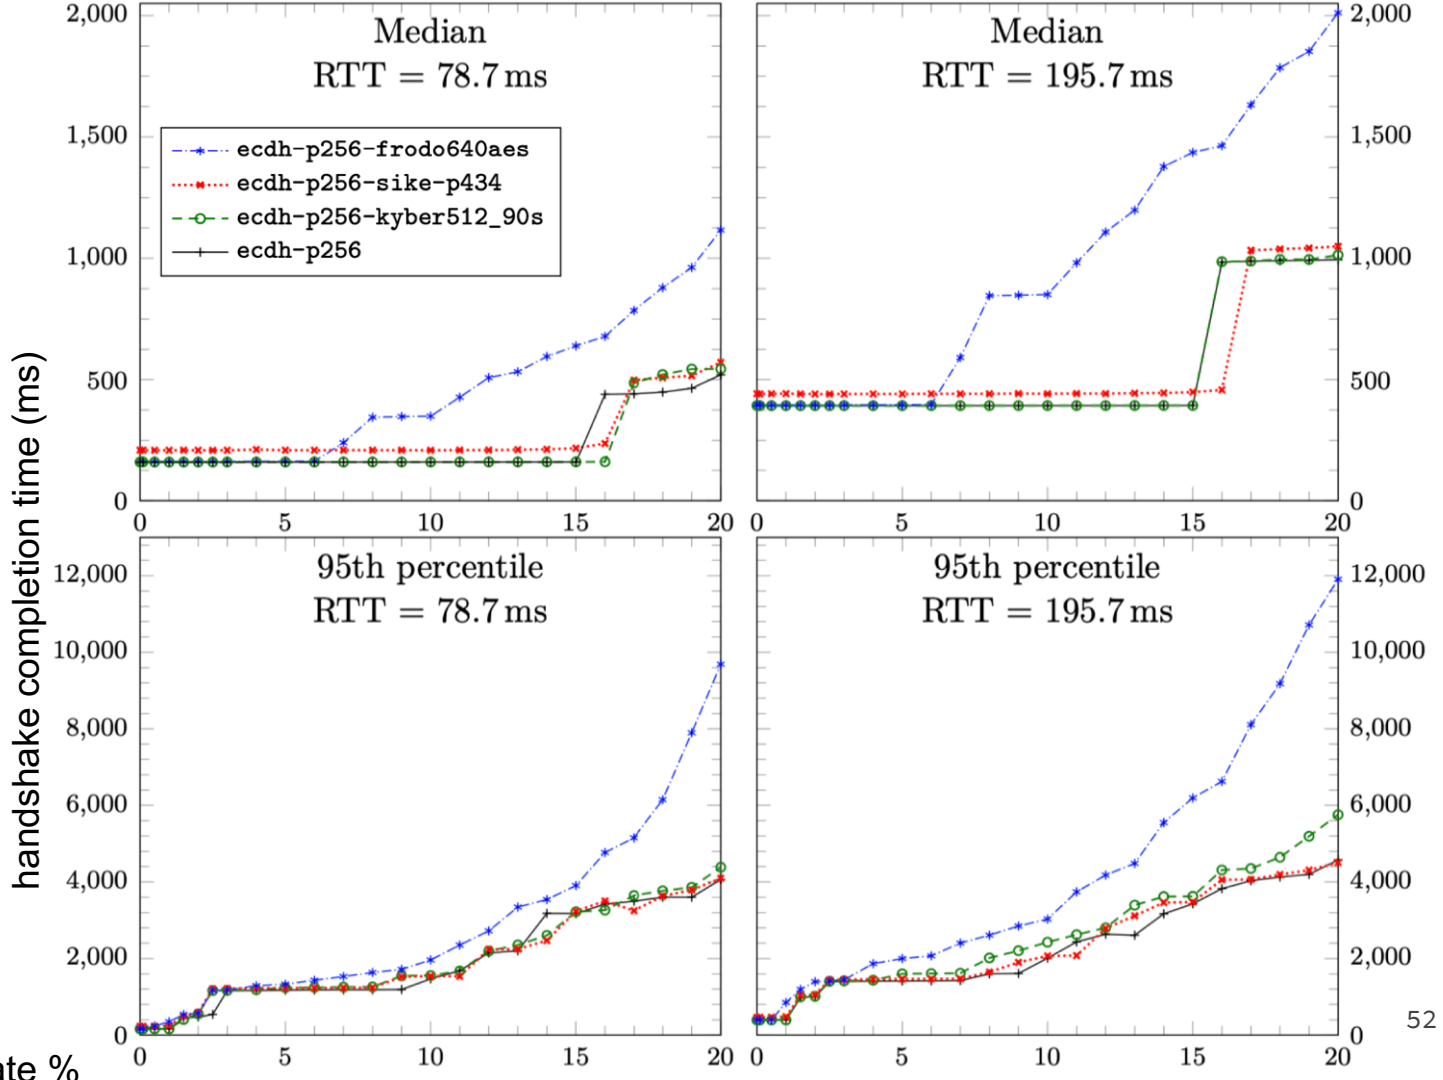 2,000
1,500
1,000
500
0
Median
RTT = 78.7 ms
ecdh-p256-frodo640aes
ecdh-p256-sike-p434
ecdh-p256-kyber512_90s
ecdh-p256
0 5 10 15 20
Median
RTT = 195.7 ms
2,000
1,500
1,000
500
0
0 5 10 15 20
handshake completion time (ms)
12,000
10,000
8,000
6,000
4,000
2,000
0
95th percentile
RTT = 78.7 ms
0 5 10 15 20
95th percentile
RTT = 195.7 ms
12,000
10,000
8,000
6,000
4,000
2,000
0
0 5 10 15 20
52
%